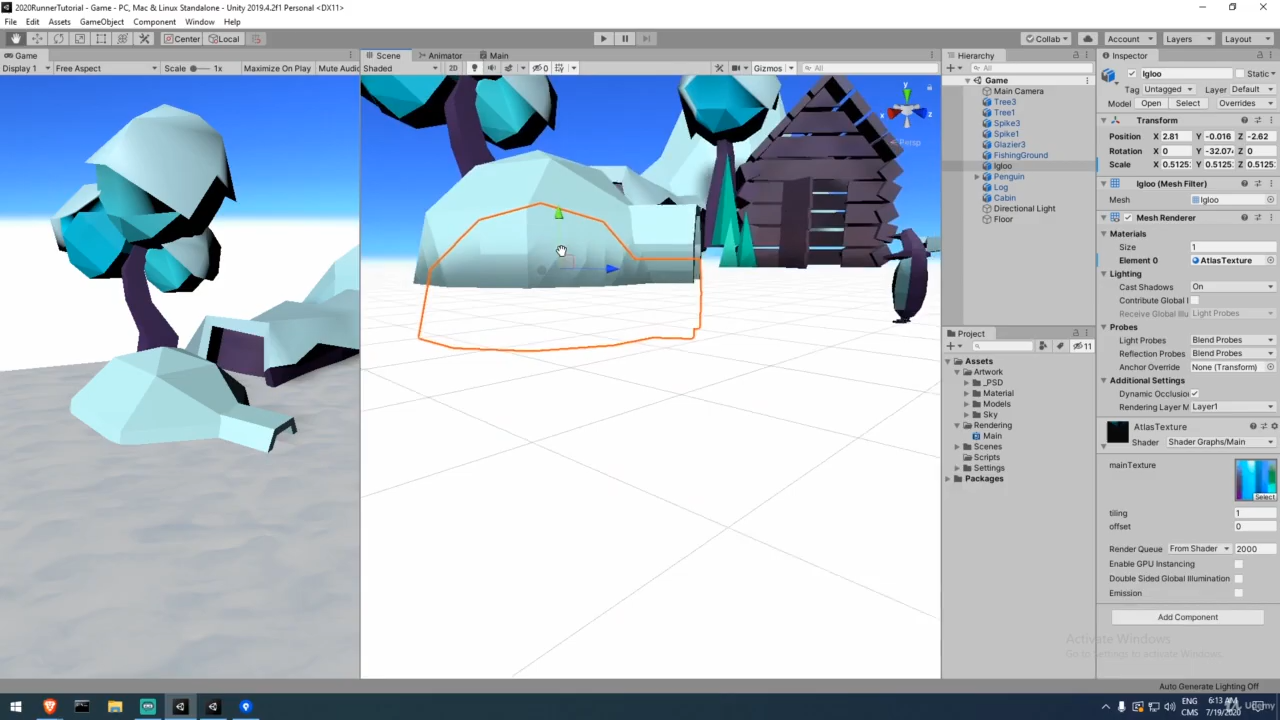 2020RunnerTutorial - Game - PC, Mac & Linux Standalone - Unity 2019.4.2f1 Personal <DX11>
File Edit Assets GameObject Component Window Help
Center Local Collab Account Layers Layout
Game
Display 1 Free Aspect Scale 1x Maximize On Play Mute Audio
Scene Animator Main
Shaded 2D 0 Gizmos All
y
x
z
Persp
Hierarchy
All
Game
Main Camera
Tree3
Tree1
Spike3
Spike1
Glazier3
FishingGround
Igloo
Penguin
Log
Cabin
Directional Light
Floor
Project
11
Assets
Artwork
_PSD
Material
Models
Sky
Rendering
Main
Scenes
Scripts
Settings
Packages
Inspector
Igloo Static
Tag Untagged Layer Default
Model Open Select Overrides
Transform
Position X 2.81 Y -0.016 Z -2.62
Rotation X 0 Y -32.074 Z 0
Scale X 0.5125 Y 0.5125 Z 0.5125
Igloo (Mesh Filter)
Mesh Igloo
Mesh Renderer
Materials
Size 1
Element 0 AtlasTexture
Lighting
Cast Shadows On
Contribute Global I
Receive Global Illu Light Probes
Probes
Light Probes Blend Probes
Reflection Probes Blend Probes
Anchor Override None (Transform)
Additional Settings
Dynamic Occlusion
Rendering Layer M Layer1
AtlasTexture
Shader Shader Graphs/Main
mainTexture
Select
tiling 1
offset 0
Render Queue From Shader 2000
Enable GPU Instancing
Double Sided Global Illumination
Emission
Add Component
Activate Windows
Go to Settings to activate Windows.
Auto Generate Lighting Off
ENG
CMS
6:13 AM
7/19/2020
Udemy